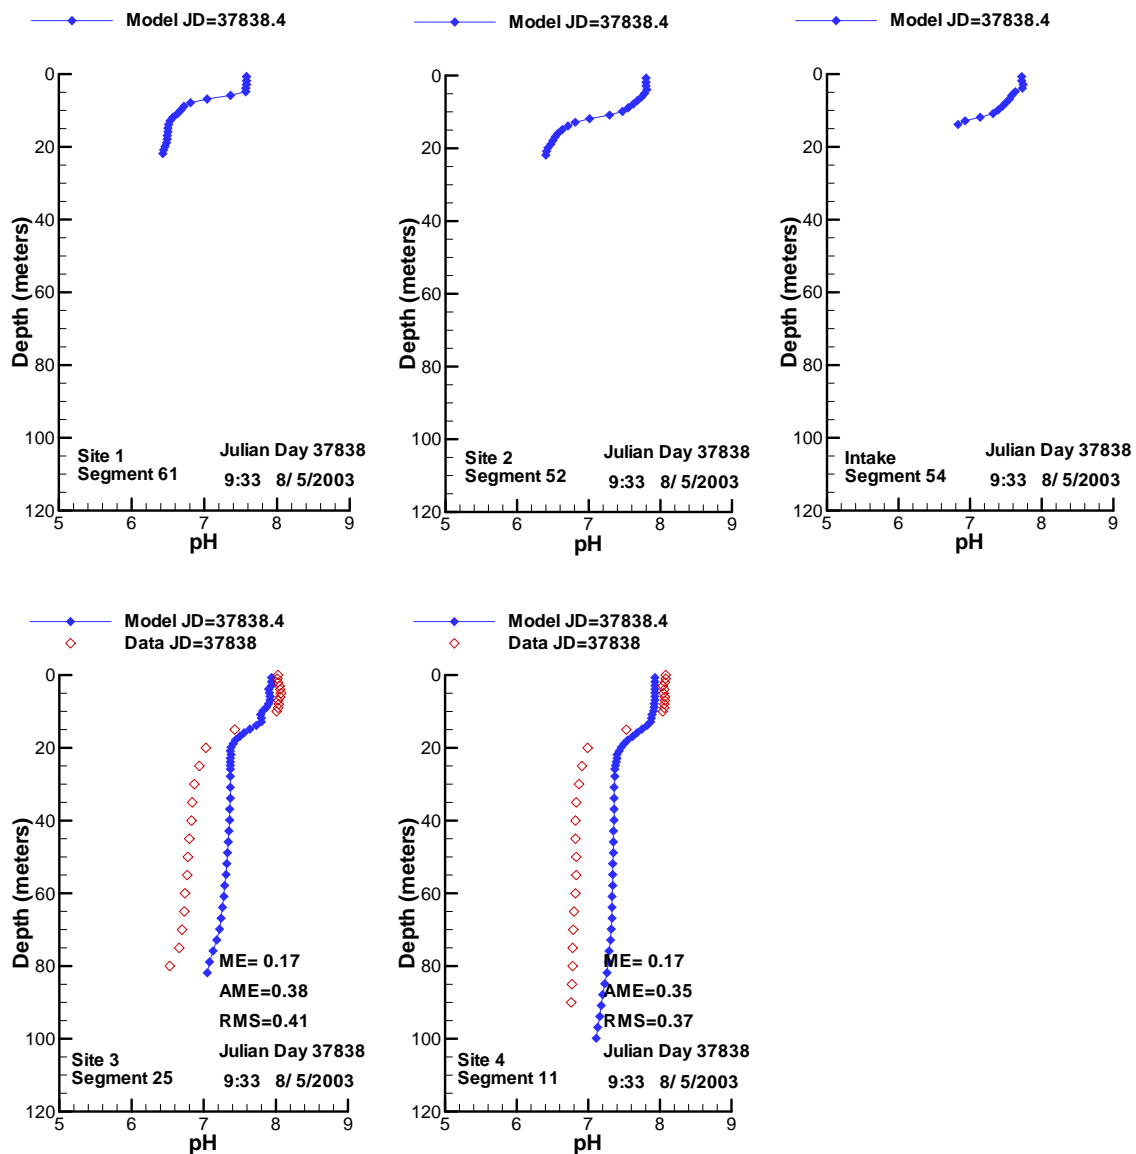 Model JD=37838.4
0
20
40
60
80
100
120
Depth (meters)
5 6 7 8 9
pH
Site 1
Segment 61
Julian Day 37838
9:33 8/ 5/2003
Model JD=37838.4
0
20
40
60
80
100
120
Depth (meters)
5 6 7 8 9
pH
Site 2
Segment 52
Julian Day 37838
9:33 8/ 5/2003
Model JD=37838.4
0
20
40
60
80
100
120
Depth (meters)
5 6 7 8 9
pH
Intake
Segment 54
Julian Day 37838
9:33 8/ 5/2003
Model JD=37838.4
Data JD=37838
0
20
40
60
80
100
120
Depth (meters)
5 6 7 8 9
pH
ME= 0.17
AME=0.38
RMS=0.41
Site 3
Segment 25
Julian Day 37838
9:33 8/ 5/2003
Model JD=37838.4
Data JD=37838
0
20
40
60
80
100
120
Depth (meters)
5 6 7 8 9
pH
ME= 0.17
AME=0.35
RMS=0.37
Site 4
Segment 11
Julian Day 37838
9:33 8/ 5/2003